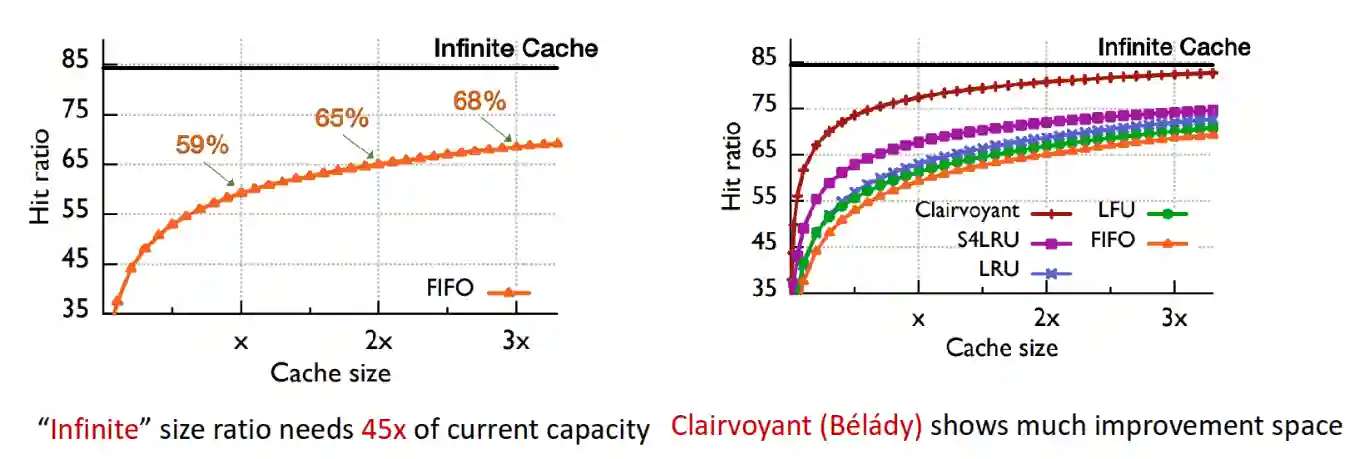 Infinite Cache
85
75
65
55
45
35
Hit ratio
59%
65%
68%
FIFO
x
2x
3x
Cache size
“Infinite” size ratio needs 45x of current capacity
Infinite Cache
85
75
65
55
45
35
Hit ratio
Clairvoyant
LFU
S4LRU
FIFO
LRU
x
2x
3x
Cache size
Clairvoyant (Bélády) shows much improvement space